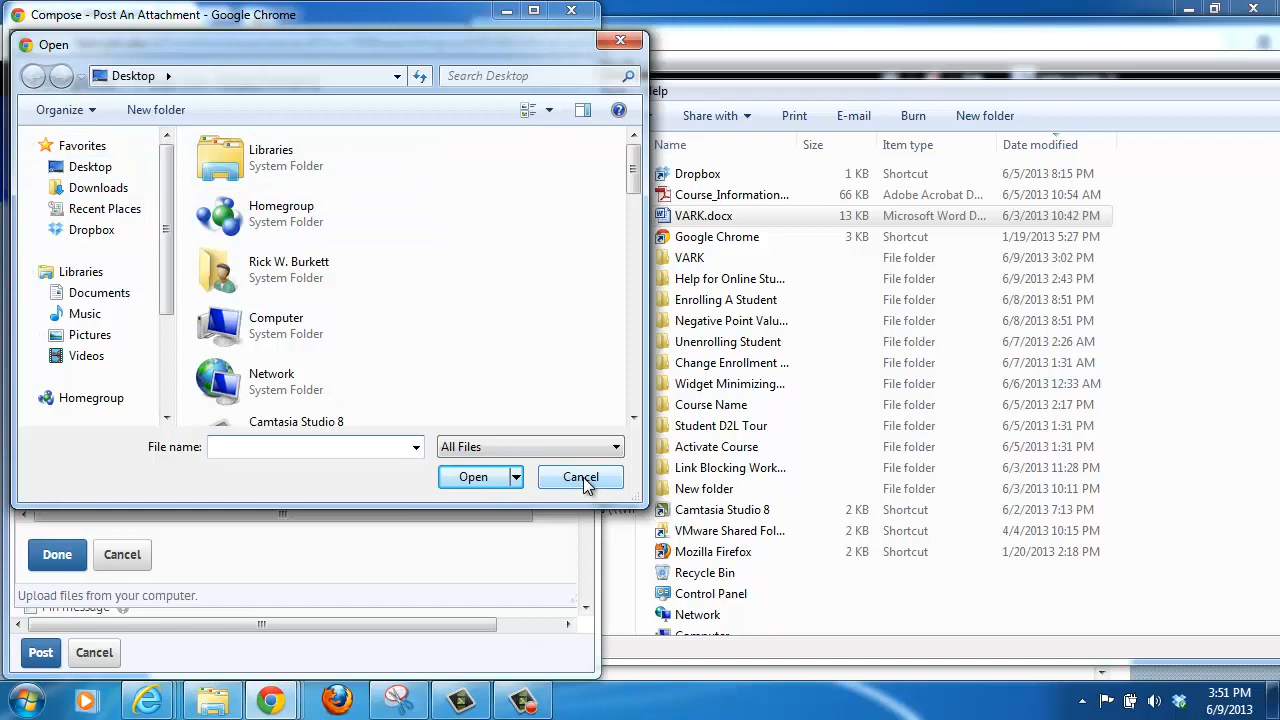 Compose - Post An Attachment - Google Chrome
Open
Desktop
Search Desktop
Organize
New folder
Favorites
Desktop
Downloads
Recent Places
Dropbox
Libraries
Documents
Music
Pictures
Videos
Homegroup
Libraries
System Folder
Homegroup
System Folder
Rick W. Burkett
System Folder
Computer
System Folder
Network
System Folder
Camtasia Studio 8
File name:
All Files
Open
Cancel
Done
Cancel
Upload files from your computer.
Pin message
Post
Cancel
elp
Share with
Print
E-mail
Burn
New folder
Name Size Item type Date modified
Dropbox 1 KB Shortcut 6/5/2013 8:15 PM
Course_Information... 66 KB Adobe Acrobat D... 6/5/2013 10:54 AM
VARK.docx 13 KB Microsoft Word D... 6/3/2013 10:42 PM
Google Chrome 3 KB Shortcut 1/19/2013 5:27 PM
VARK File folder 6/9/2013 3:02 PM
Help for Online Stu... File folder 6/9/2013 2:43 PM
Enrolling A Student File folder 6/8/2013 8:51 PM
Negative Point Valu... File folder 6/8/2013 8:51 PM
Unenrolling Student File folder 6/7/2013 2:26 AM
Change Enrollment ... File folder 6/7/2013 1:31 AM
Widget Minimizing... File folder 6/6/2013 12:33 AM
Course Name File folder 6/5/2013 2:17 PM
Student D2L Tour File folder 6/5/2013 1:31 PM
Activate Course File folder 6/5/2013 1:31 PM
Link Blocking Work... File folder 6/3/2013 11:28 PM
New folder File folder 6/3/2013 10:11 PM
Camtasia Studio 8 2 KB Shortcut 6/2/2013 7:13 PM
VMware Shared Fol... 2 KB Shortcut 4/4/2013 10:15 PM
Mozilla Firefox 2 KB Shortcut 1/20/2013 2:18 PM
Recycle Bin
Control Panel
Network
3:51 PM
6/9/2013